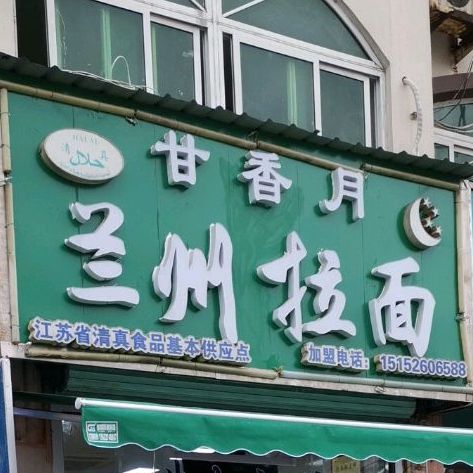 HALAL
清真
حلال
甘香月
兰州拉面
江苏省清真食品基本供应点
加盟电话: 15152606588